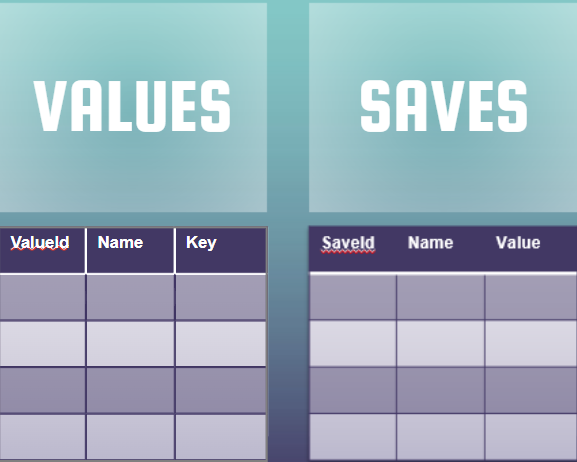 VALUES
SAVES
ValueId Name Key
SaveId Name Value